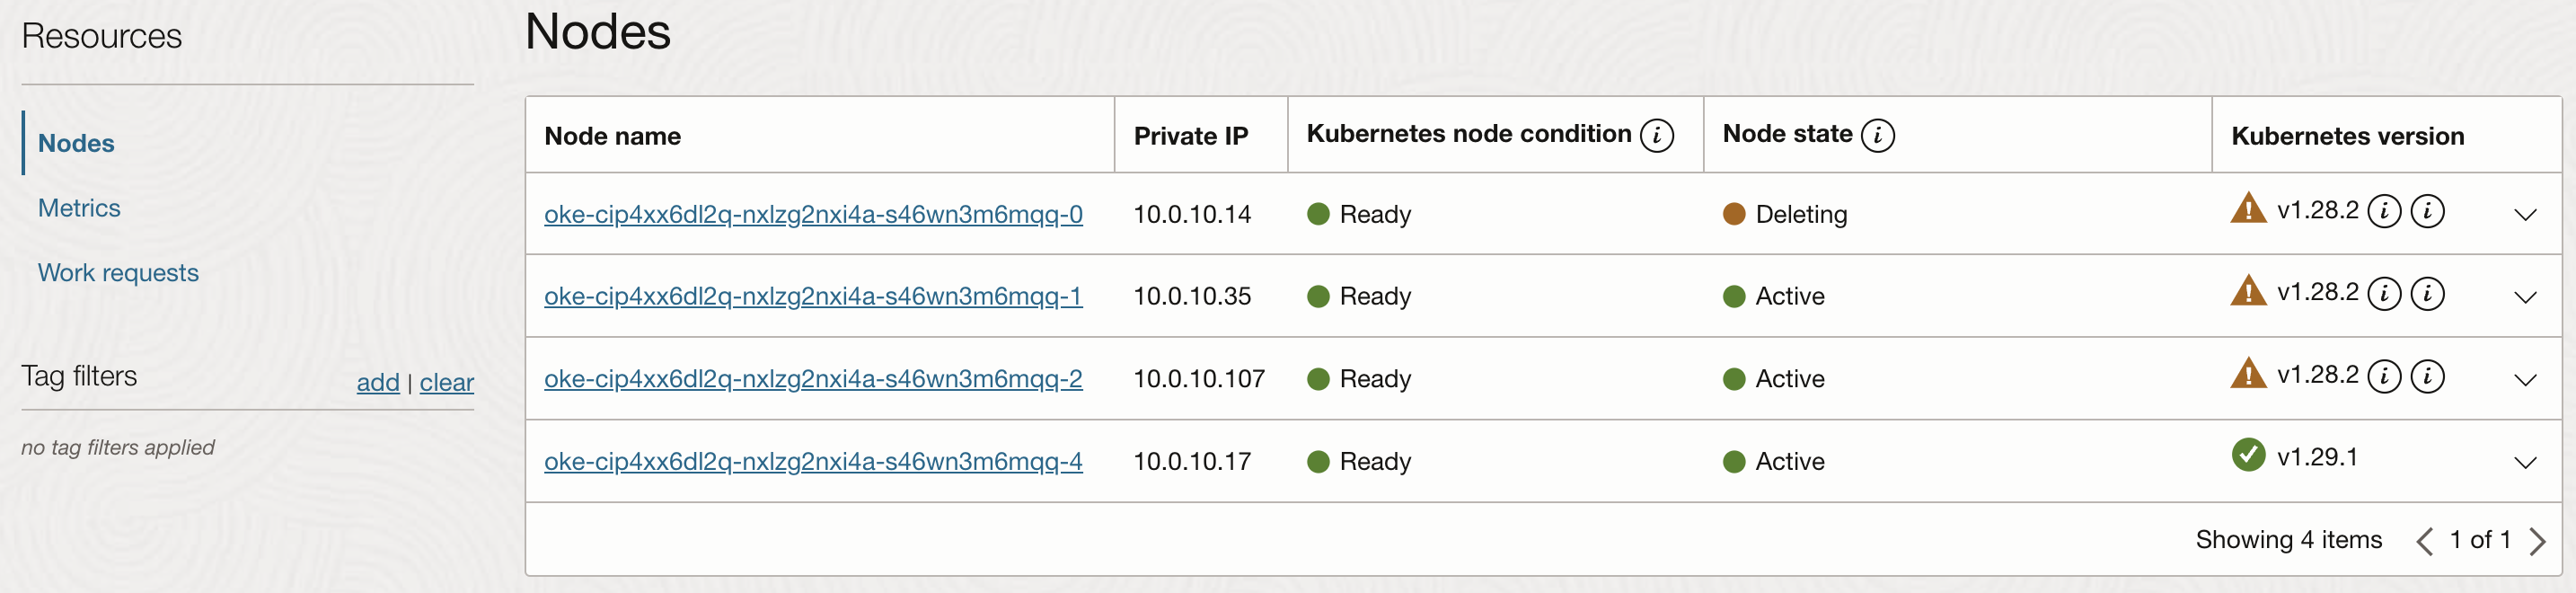 Resources
Nodes
Metrics
Work requests
Tag filters
add | clear
no tag filters applied
Nodes
Node name Private IP Kubernetes node condition i Node state i Kubernetes version
oke-cip4xx6dl2q-nxlzg2nxi4a-s46wn3m6mqq-0 10.0.10.14 Ready Deleting v1.28.2 i i
oke-cip4xx6dl2q-nxlzg2nxi4a-s46wn3m6mqq-1 10.0.10.35 Ready Active v1.28.2 i i
oke-cip4xx6dl2q-nxlzg2nxi4a-s46wn3m6mqq-2 10.0.10.107 Ready Active v1.28.2 i i
oke-cip4xx6dl2q-nxlzg2nxi4a-s46wn3m6mqq-4 10.0.10.17 Ready Active v1.29.1
Showing 4 items < 1 of 1 >